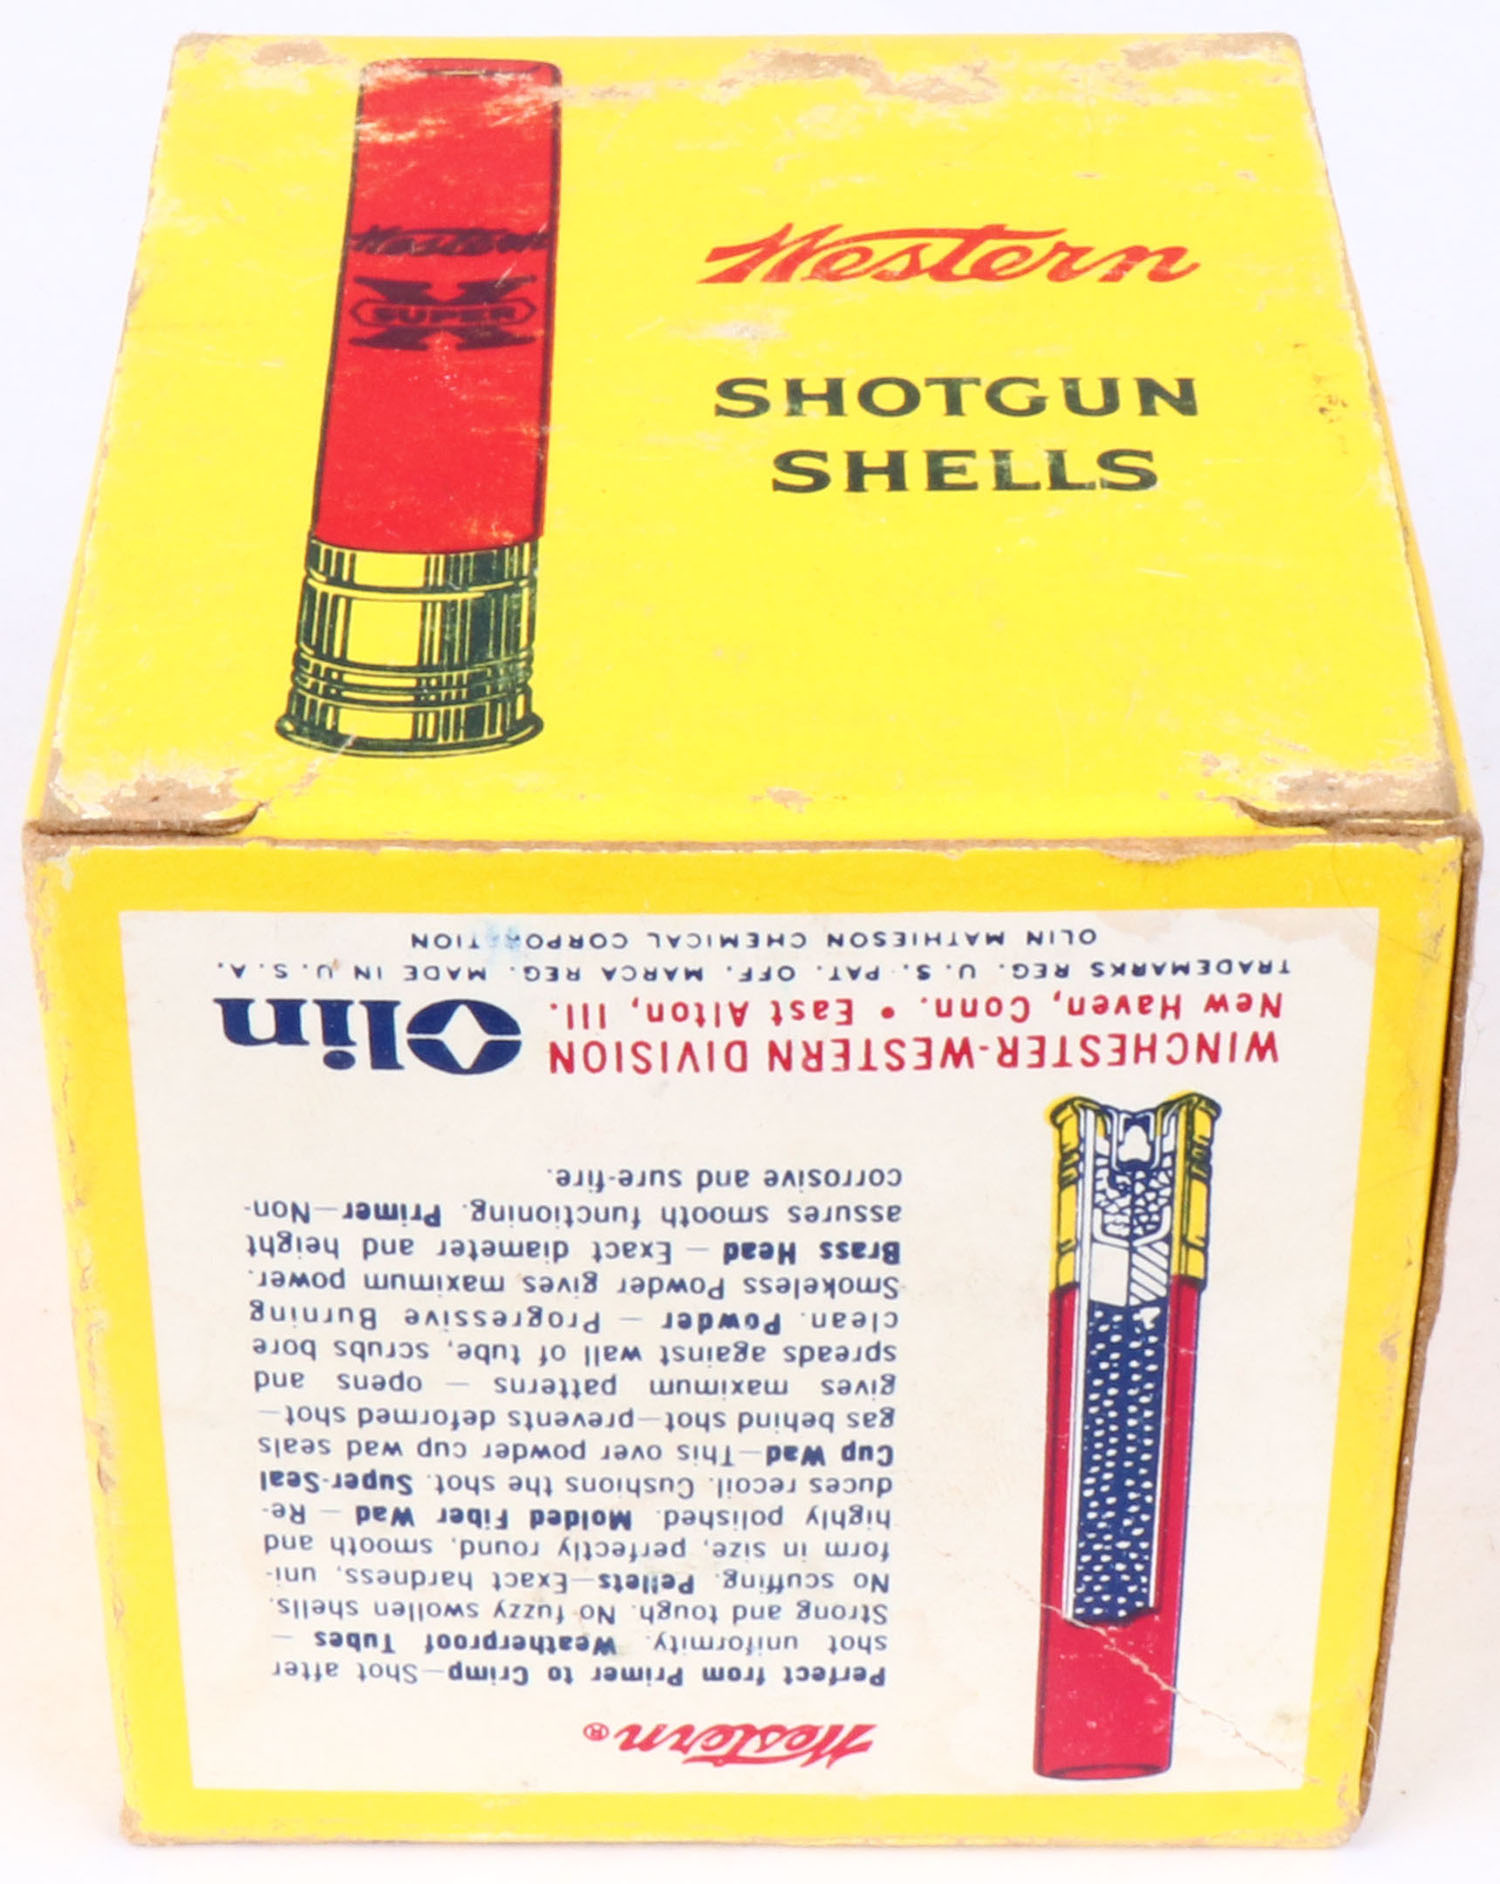 Western
SUPER X
Western
SHOTGUN
SHELLS
Western ®
Perfect from Primer to Crimp—Shot after
shot uniformity. Weatherproof Tubes —
Strong and tough. No fuzzy swollen shells.
No scuffing. Pellets—Exact hardness, uni-
form in size, perfectly round, smooth and
highly polished. Molded Fiber Wad — Re-
duces recoil. Cushions the shot. Super-Seal
Cup Wad—This over powder cup wad seals
gas behind shot—prevents deformed shot—
gives maximum patterns — opens and
spreads against wall of tube, scrubs bore
clean. Powder — Progressive Burning
Smokeless Powder gives maximum power.
Brass Head — Exact diameter and height
assures smooth functioning. Primer—Non-
corrosive and sure-fire.
WINCHESTER-WESTERN DIVISION
New Haven, Conn. • East Alton, Ill.
Olin
TRADEMARKS REG. U. S. PAT. OFF. MARCA REG. MADE IN U. S. A.
OLIN MATHIESON CHEMICAL CORPORATION